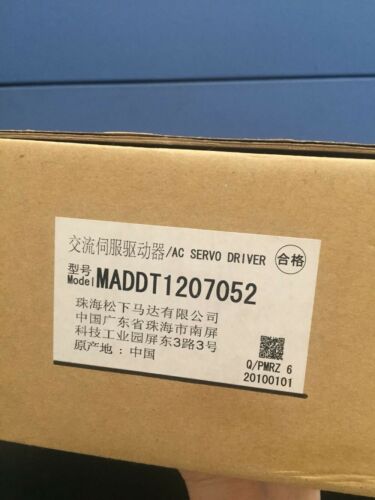 交流伺服驱动器/AC SERVO DRIVER 合格
型号
Model MADDT1207052
珠海松下马达有限公司
中国广东省珠海市南屏
科技工业园屏东3路3号
原产地：中国
Q/PMRZ 6
20100101